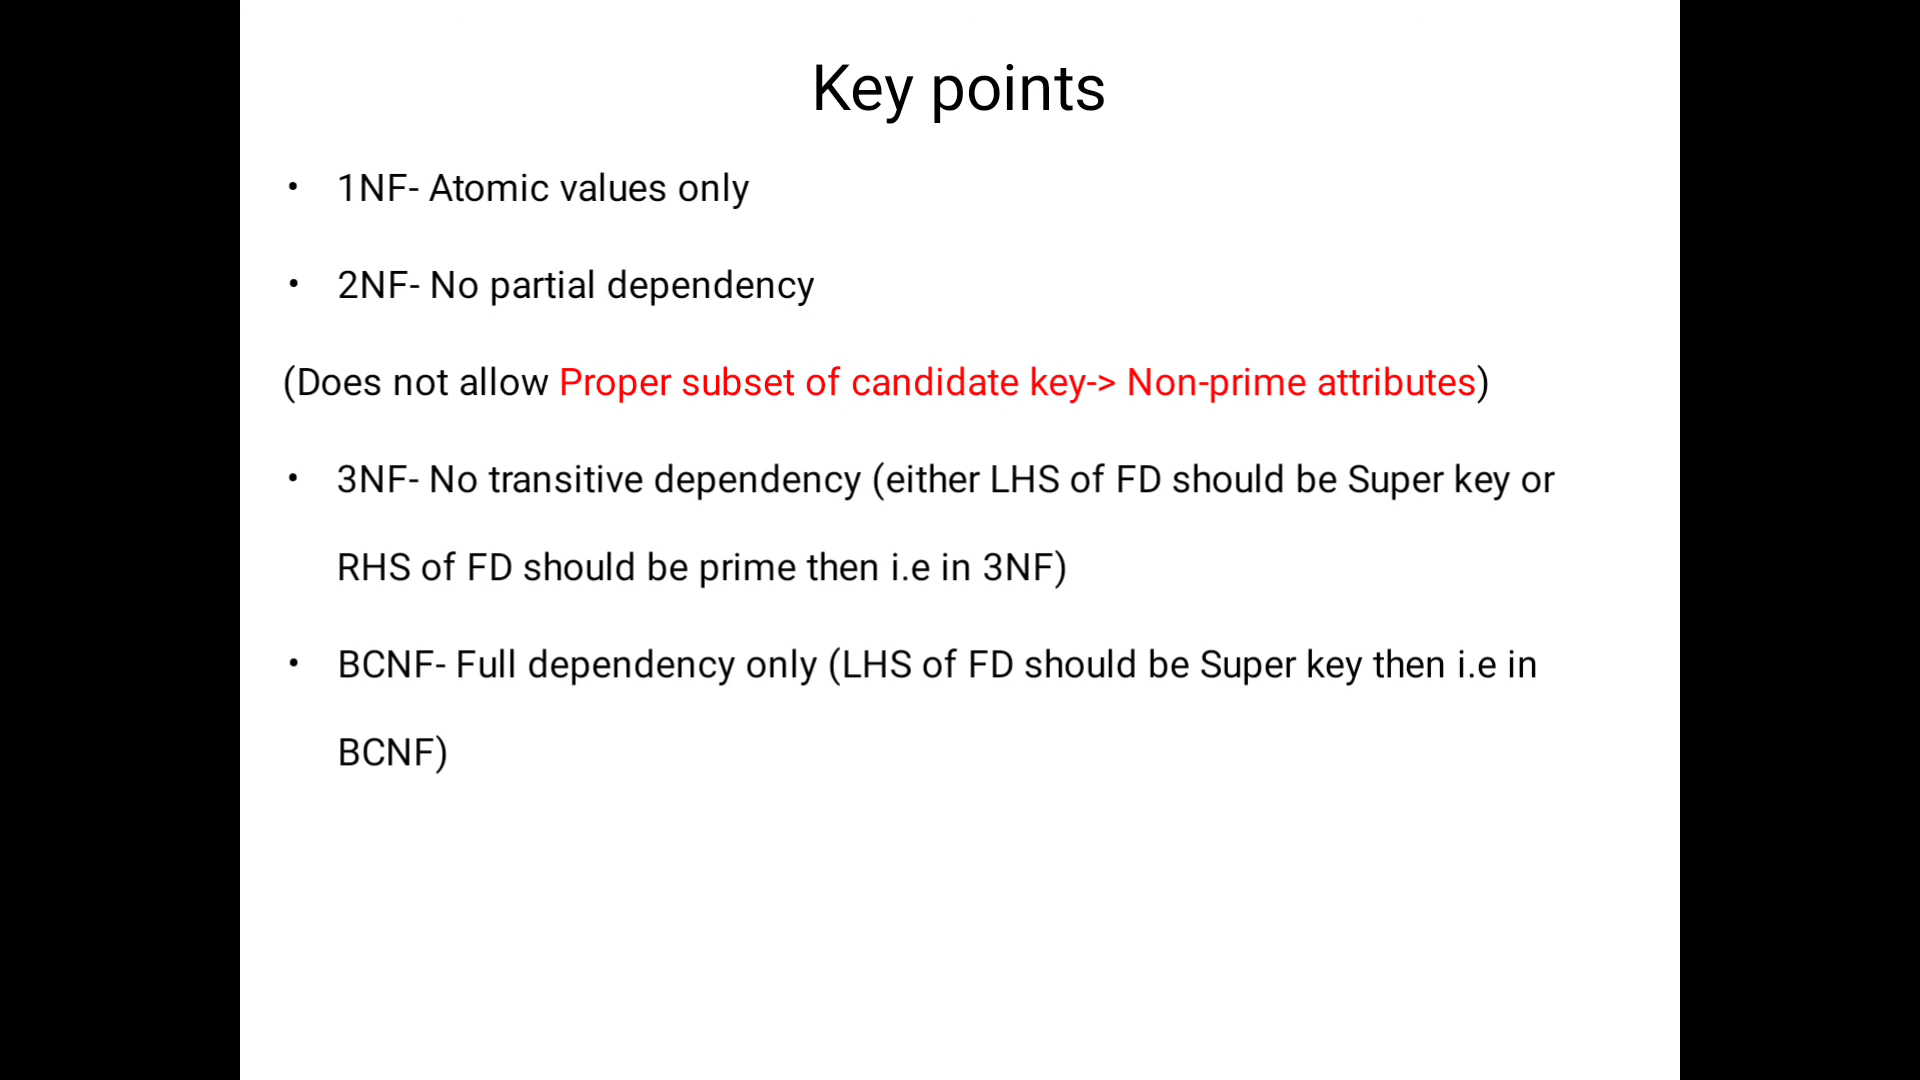 Key points
• 1NF- Atomic values only
• 2NF- No partial dependency
(Does not allow Proper subset of candidate key-> Non-prime attributes)
• 3NF- No transitive dependency (either LHS of FD should be Super key or
RHS of FD should be prime then i.e in 3NF)
• BCNF- Full dependency only (LHS of FD should be Super key then i.e in
BCNF)